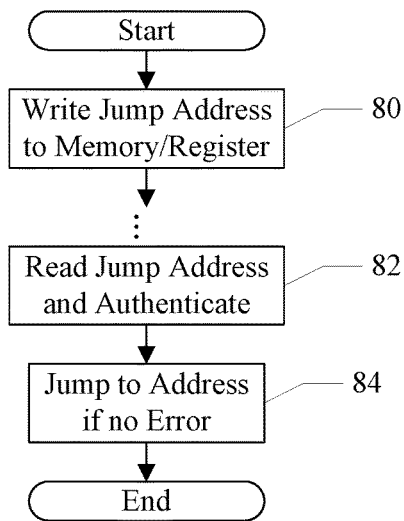 Start
Write Jump Address
to Memory/Register
80
⋮
Read Jump Address
and Authenticate
82
Jump to Address
if no Error
84
End